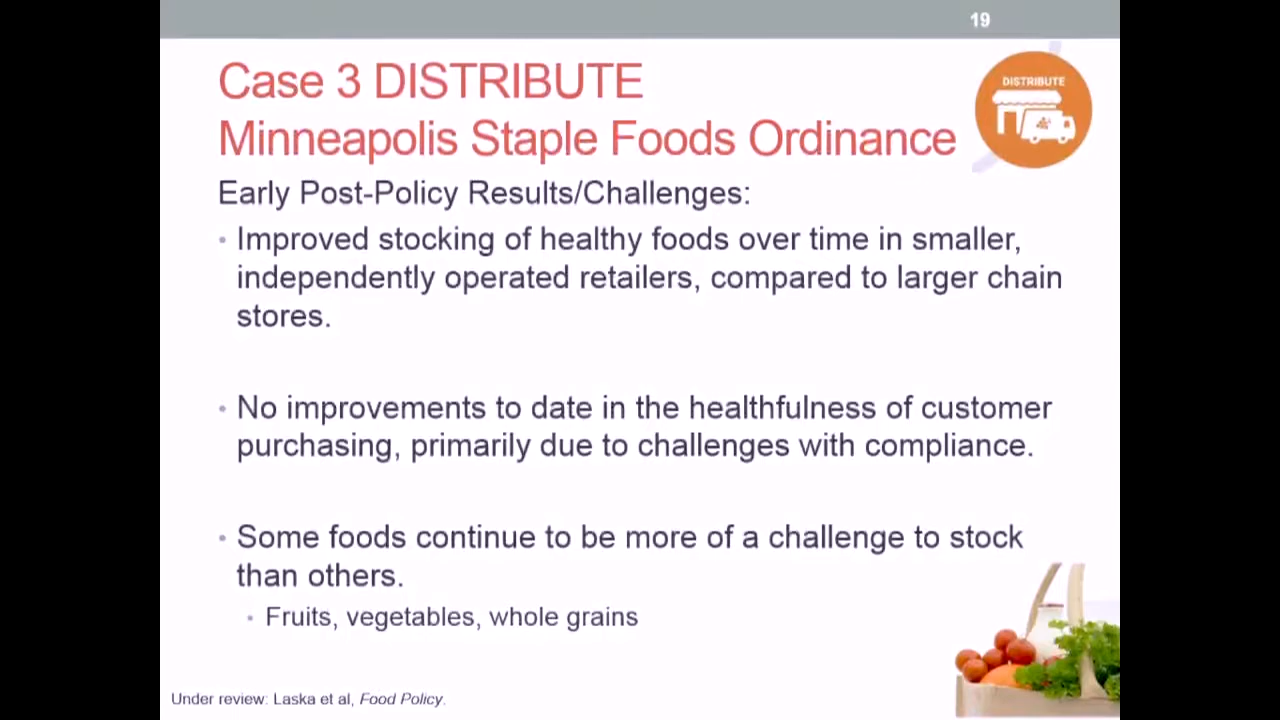 19
Case 3 DISTRIBUTE
DISTRIBUTE
Minneapolis Staple Foods Ordinance
Early Post-Policy Results/Challenges:
• Improved stocking of healthy foods over time in smaller,
independently operated retailers, compared to larger chain
stores.
• No improvements to date in the healthfulness of customer
purchasing, primarily due to challenges with compliance.
• Some foods continue to be more of a challenge to stock
than others.
• Fruits, vegetables, whole grains
Under review: Laska et al, Food Policy.